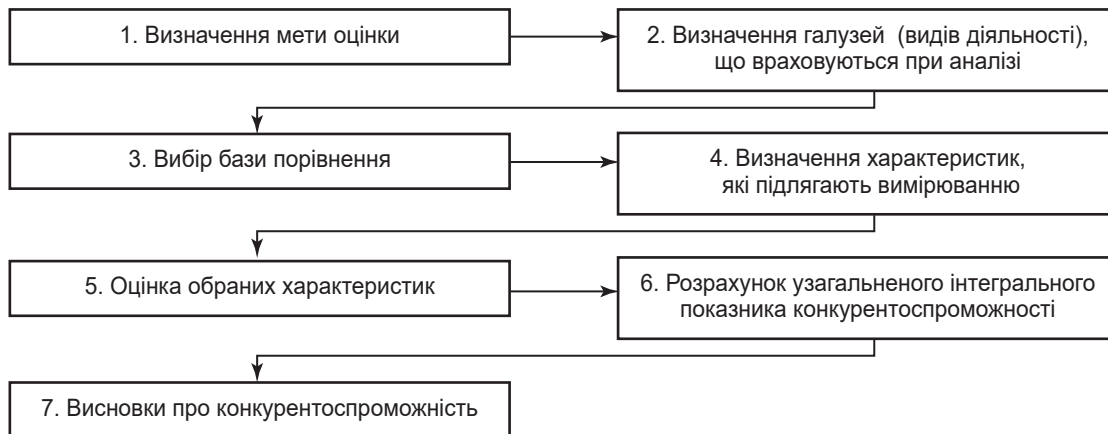 1. Визначення мети оцінки
2. Визначення галузей (видів діяльності),
що враховуються при аналізі
3. Вибір бази порівнення
4. Визначення характеристик,
які підлягають вимірюванню
5. Оцінка обраних характеристик
6. Розрахунок узагальненого інтегрального
показника конкурентоспроможності
7. Висновки про конкурентоспроможність